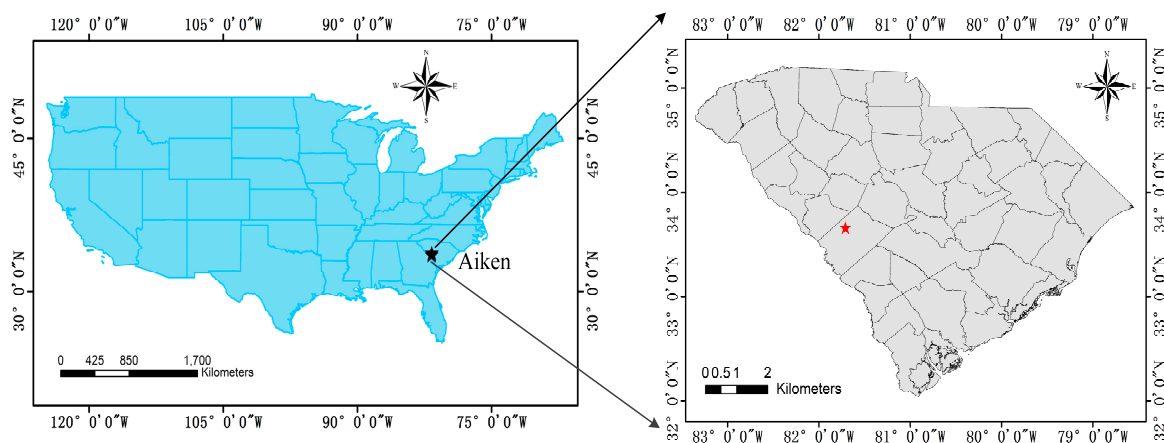 120° 0′0″W 105° 0′0″W 90° 0′0″W 75° 0′0″W
N
W E
S
45° 0′0″N
45° 0′0″N
30° 0′0″N
30° 0′0″N
Aiken
0 425 850 1,700
Kilometers
120° 0′0″W 105° 0′0″W 90° 0′0″W 75° 0′0″W
83° 0′0″W 82° 0′0″W 81° 0′0″W 80° 0′0″W 79° 0′0″W
N
W E
S
35° 0′0″N
35° 0′0″N
34° 0′0″N
34° 0′0″N
33° 0′0″N
33° 0′0″N
32° 0′0″N
32° 0′0″N
0 0.5 1 2
Kilometers
83° 0′0″W 82° 0′0″W 81° 0′0″W 80° 0′0″W 79° 0′0″W